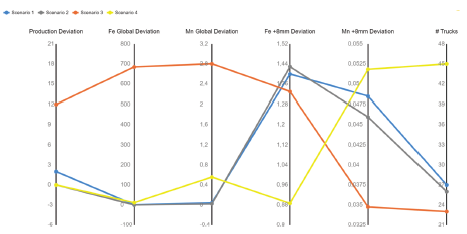 Scenario 1 Scenario 2 Scenario 3 Scenario 4
Production Deviation Fe Global Deviation Mn Global Deviation Fe +8mm Deviation Mn +9mm Deviation # Trucks
21 800 3.2 1.52 0.055 48
18 700 2.8 1.44 0.0525 45
15 600 2.4 1.36 0.05 42
12 500 2 1.28 0.0475 39
9 400 1.6 1.2 0.045 36
6 300 1.2 1.12 0.0425 33
3 200 0.8 1.04 0.04 30
0 100 0.4 0.96 0.0375 27
-3 0 0 0.88 0.035 24
-6 -100 -0.4 0.8 0.0325 21